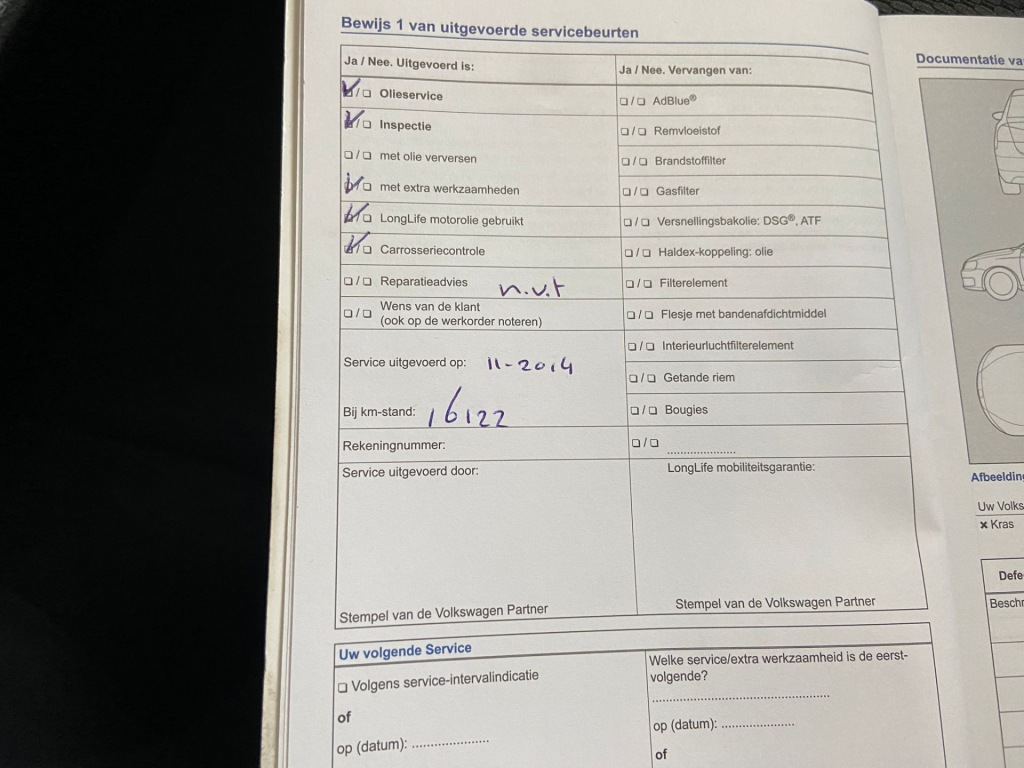 Bewijs 1 van uitgevoerde servicebeurten
Ja / Nee. Uitgevoerd is:
❑/❑ Olieservice
❑/❑ Inspectie
❑/❑ met olie verversen
❑/❑ met extra werkzaamheden
❑/❑ LongLife motorolie gebruikt
❑/❑ Carrosseriecontrole
❑/❑ Reparatieadvies n.v.t
❑/❑ Wens van de klant
(ook op de werkorder noteren)
Service uitgevoerd op: 11-2014
Bij km-stand: 16122
Rekeningnummer:
Service uitgevoerd door:
Stempel van de Volkswagen Partner
Ja / Nee. Vervangen van:
❑/❑ AdBlue®
❑/❑ Remvloeistof
❑/❑ Brandstoffilter
❑/❑ Gasfilter
❑/❑ Versnellingsbakolie: DSG®, ATF
❑/❑ Haldex-koppeling: olie
❑/❑ Filterelement
❑/❑ Flesje met bandenafdichtmiddel
❑/❑ Interieurluchtfilterelement
❑/❑ Getande riem
❑/❑ Bougies
❑/❑ .....................
LongLife mobiliteitsgarantie:
Stempel van de Volkswagen Partner
Uw volgende Service
❑ Volgens service-intervalindicatie
of
op (datum): .....................
Welke service/extra werkzaamheid is de eerst-
volgende?
.................................................
op (datum): .....................
of
Documentatie va
Afbeelding
Uw Volks
× Kras
Defe
Beschr